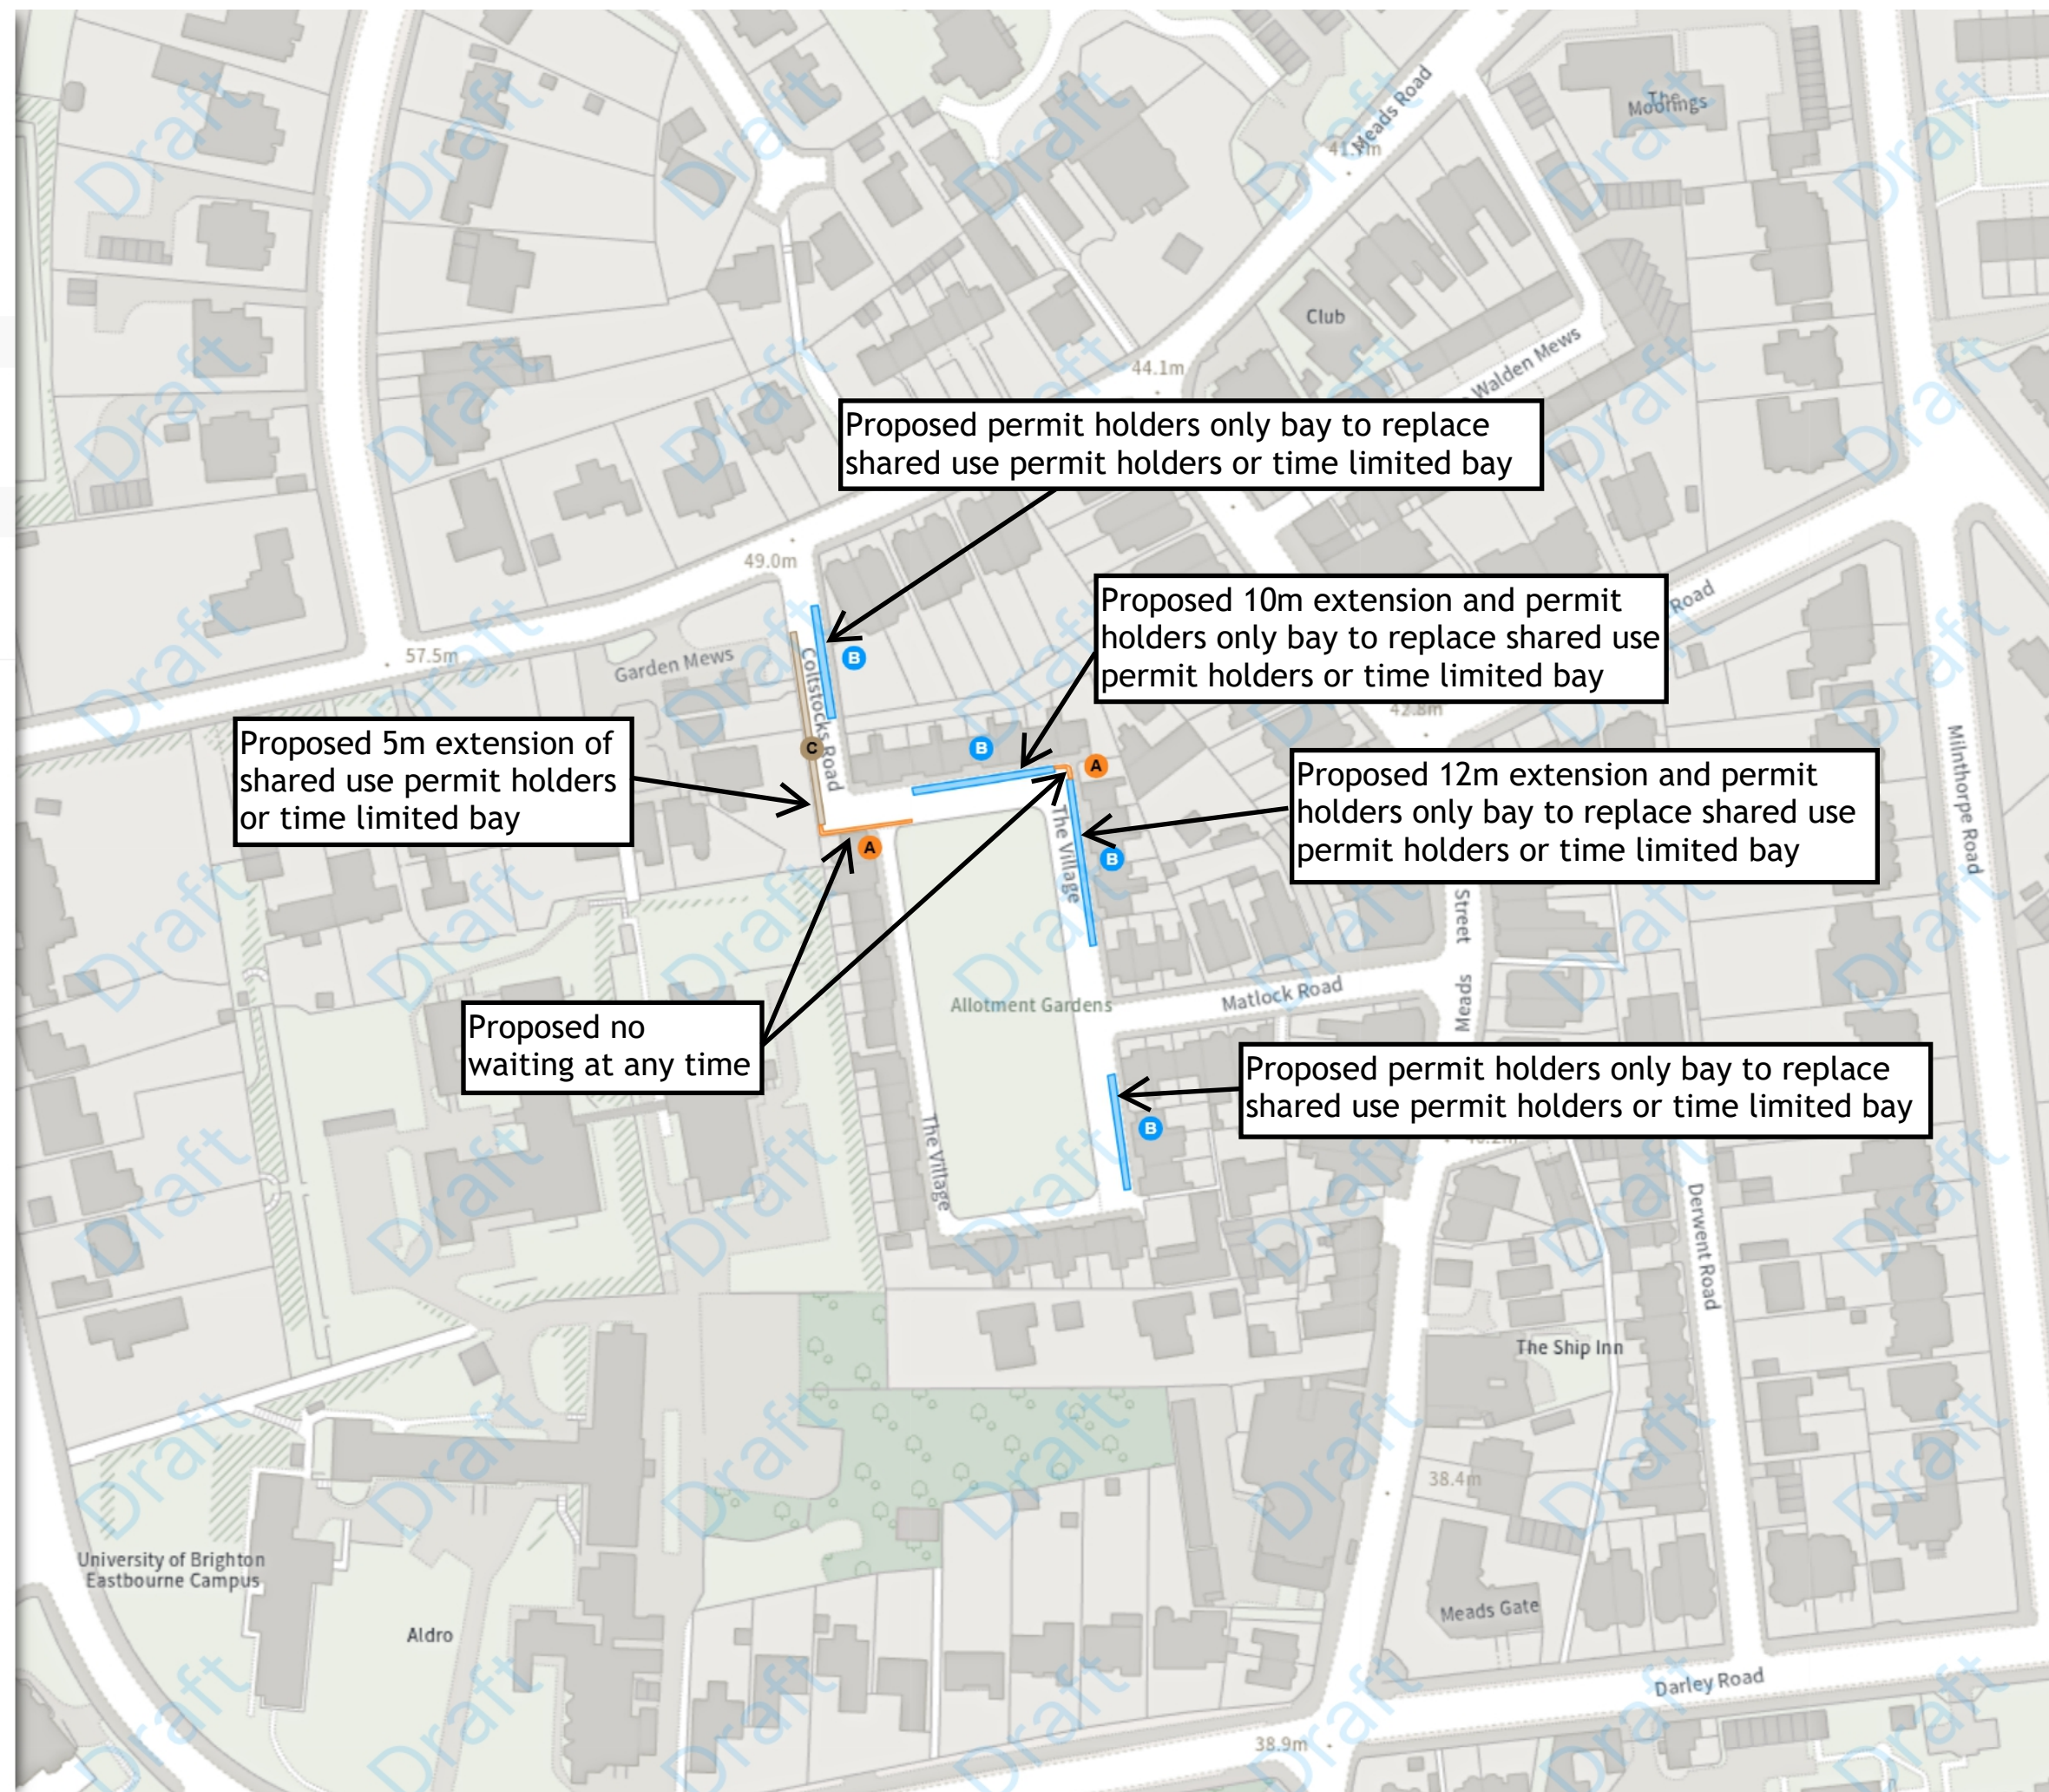 Meads Road
41.7m
The
Moorings
Club
Walden Mews
44.1m
Proposed permit holders only bay to replace
shared use permit holders or time limited bay
49.0m
Proposed 10m extension and permit
holders only bay to replace shared use
permit holders or time limited bay
Road
57.5m
Garden Mews
B
Coltstocks Road
42.8m
Milnthorpe Road
Proposed 5m extension of
shared use permit holders
or time limited bay
C
B
A
Proposed 12m extension and permit
holders only bay to replace shared use
permit holders or time limited bay
A
B
The Village
Street
Meads
Matlock Road
Allotment Gardens
Proposed no
waiting at any time
Proposed permit holders only bay to replace
shared use permit holders or time limited bay
B
The Village
Derwent Road
The Ship Inn
38.4m
University of Brighton
Eastbourne Campus
Aldro
Meads Gate
Darley Road
38.9m
Draft
Draft
Draft
Draft
Draft
Draft
Draft